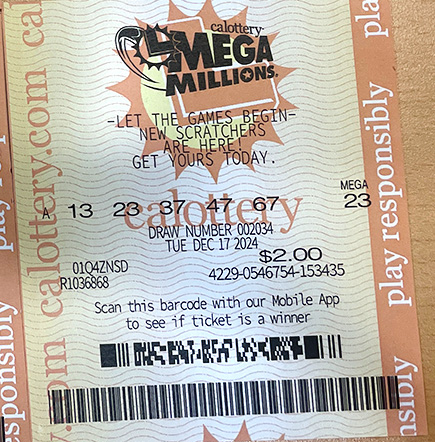 calottery
MEGA
MILLIONS
-LET THE GAMES BEGIN-
NEW SCRATCHERS
ARE HERE!
GET YOURS TODAY.
MEGA
A 13 23 37 47 67 23
calottery
DRAW NUMBER 002034
TUE DEC 17 2024
$2.00
01Q4ZNSD 4229-0546754-153435
R1036868
Scan this barcode with our Mobile App
to see if ticket is a winner
calottery.com
play responsibly